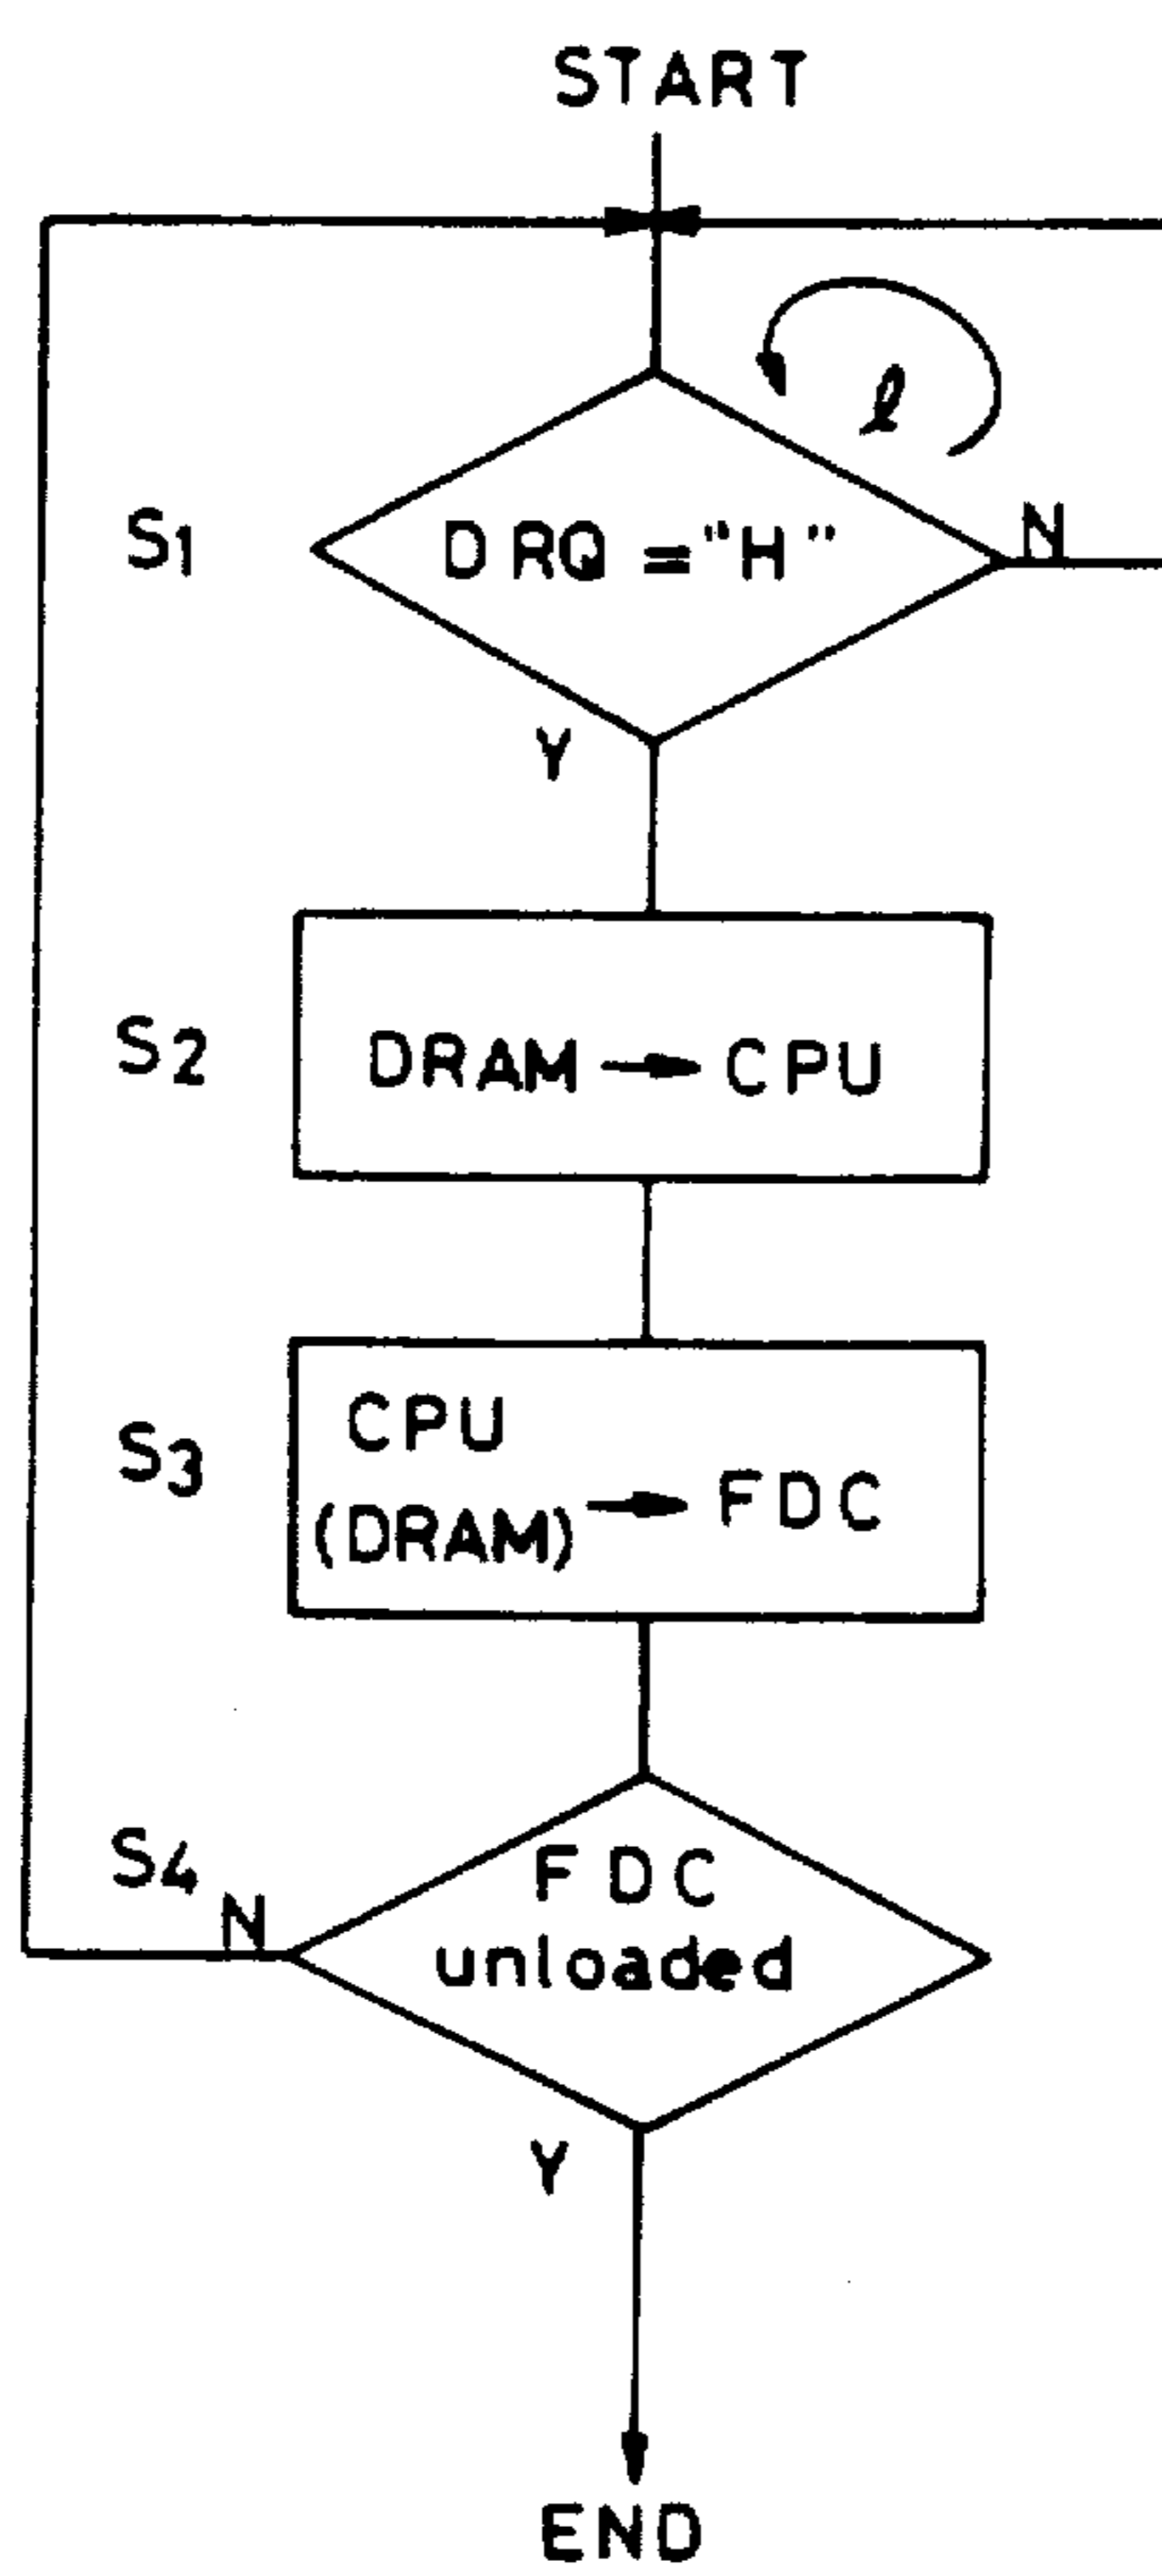 START
ℓ
S1
DRQ="H"
N
Y
S2
DRAM → CPU
S3
CPU
(DRAM) → FDC
S4
N
FDC
unloaded
Y
END